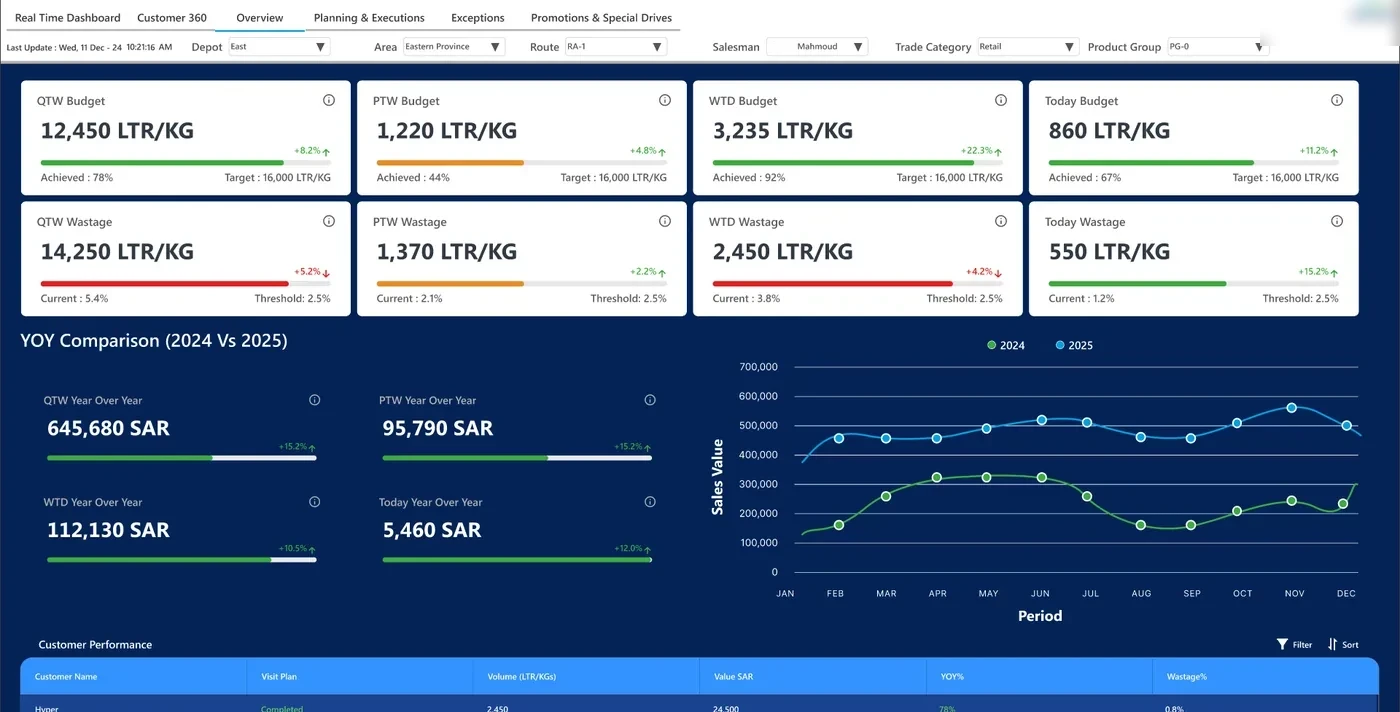 Real Time Dashboard Customer 360 Overview Planning & Executions Exceptions Promotions & Special Drives
Last Update : Wed, 11 Dec - 24 10:21:16 AM Depot East Area Eastern Province Route RA-1 Salesman Mahmoud Trade Category Retail Product Group PG-0
QTW Budget
12,450 LTR/KG
+8.2%
Achieved : 78% Target : 16,000 LTR/KG
PTW Budget
1,220 LTR/KG
+4.8%
Achieved : 44% Target : 16,000 LTR/KG
WTD Budget
3,235 LTR/KG
+22.3%
Achieved : 92% Target : 16,000 LTR/KG
Today Budget
860 LTR/KG
+11.2%
Achieved : 67% Target : 16,000 LTR/KG
QTW Wastage
14,250 LTR/KG
+5.2%
Current : 5.4% Threshold: 2.5%
PTW Wastage
1,370 LTR/KG
+2.2%
Current : 2.1% Threshold: 2.5%
WTD Wastage
2,450 LTR/KG
+4.2%
Current : 3.8% Threshold: 2.5%
Today Wastage
550 LTR/KG
+15.2%
Current : 1.2% Threshold: 2.5%
YOY Comparison (2024 Vs 2025)
QTW Year Over Year
645,680 SAR
+15.2%
PTW Year Over Year
95,790 SAR
+15.2%
WTD Year Over Year
112,130 SAR
+10.5%
Today Year Over Year
5,460 SAR
+12.0%
2024 2025
700,000
600,000
500,000
400,000
300,000
200,000
100,000
0
Sales Value
JAN FEB MAR APR MAY JUN JUL AUG SEP OCT NOV DEC
Period
Customer Performance Filter Sort
Customer Name Visit Plan Volume (LTR/KGs) Value SAR YOY% Wastage%
Hyper Completed 2,450 24,500 78% 0.8%